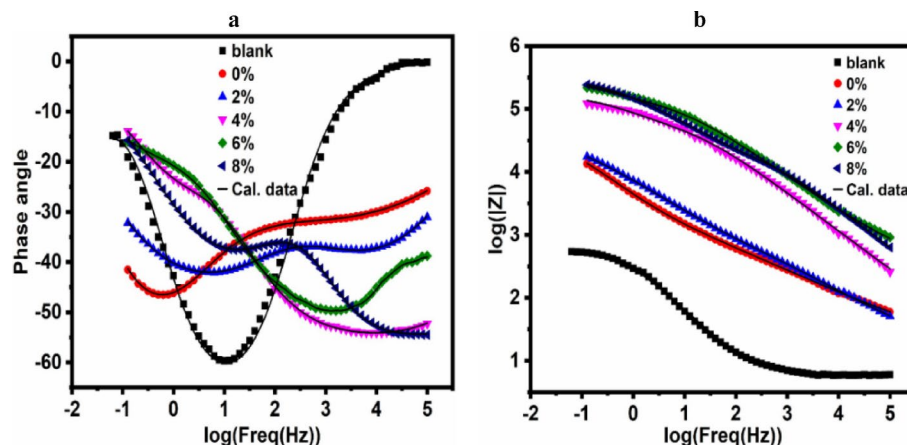 a
0
-10
-20
-30
-40
-50
-60
Phase angle
blank
0%
2%
4%
6%
8%
Cal. data
-2 -1 0 1 2 3 4 5
log(Freq(Hz))
b
6
5
4
3
2
1
log(|Z|)
blank
0%
2%
4%
6%
8%
Cal. data
-2 -1 0 1 2 3 4 5
log(Freq(Hz))